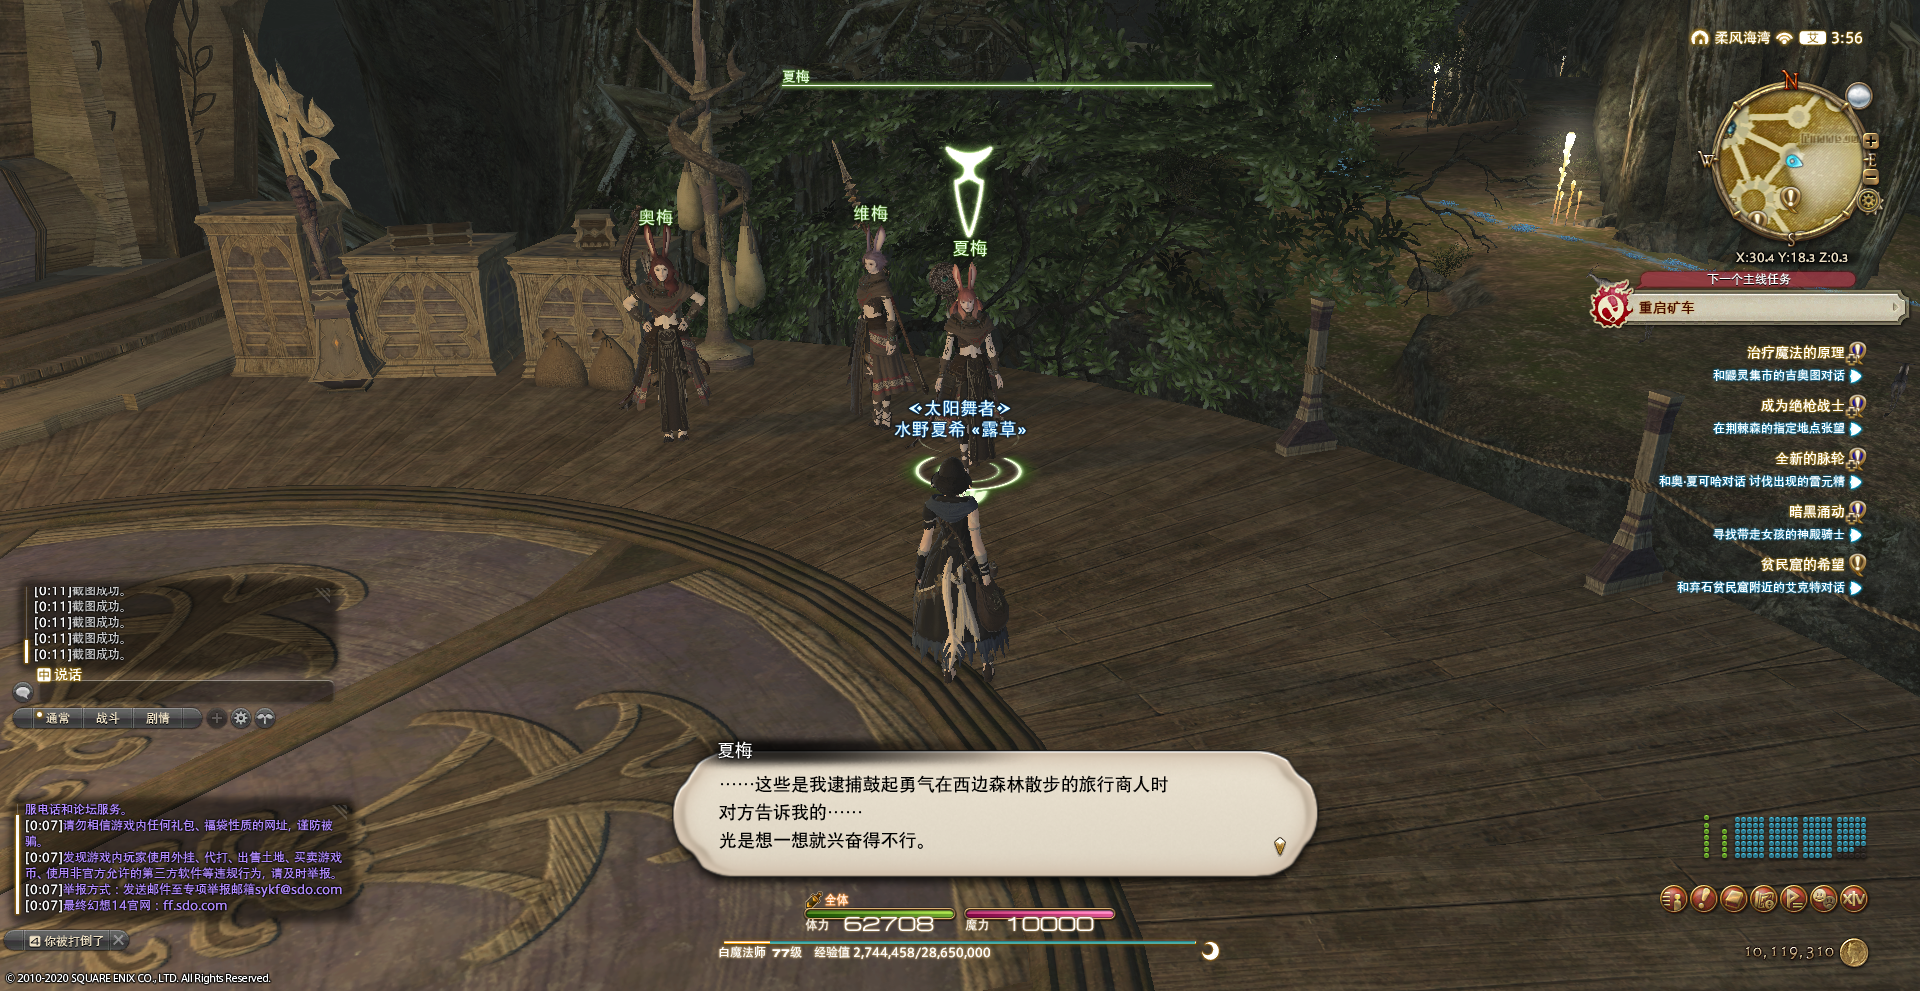 夏梅
柔风海湾 艾 3:56
N
W
E
S
X:30.4 Y:18.3 Z:0.3
下一个主线任务
重启矿车
治疗魔法的原理
和鼹灵集市的吉奥图对话
成为绝枪战士
在荆棘森的指定地点张望
全新的脉轮
和奥·夏可哈对话 讨伐出现的雷元精
暗黑涌动
寻找带走女孩的神殿骑士
贫民窟的希望
和弃石贫民窟附近的艾克特对话
奥梅
维梅
夏梅
太阳舞者
水野夏希 «露草»
[0:11]截图成功。
[0:11]截图成功。
[0:11]截图成功。
[0:11]截图成功。
[0:11]截图成功。
说话
通常 战斗 剧情
服电话和论坛服务。
[0:07]请勿相信游戏内任何礼包、福袋性质的网址，谨防被
骗。
[0:07]发现游戏内玩家使用外挂、代打、出售土地、买卖游戏
币、使用非官方允许的第三方软件等违规行为，请及时举报。
[0:07]举报方式：发送邮件至专项举报邮箱sykf@sdo.com
[0:07]最终幻想14官网：ff.sdo.com
4 你被打倒了
夏梅
……这些是我逮捕鼓起勇气在西边森林散步的旅行商人时
对方告诉我的……
光是想一想就兴奋得不行。
全体
体力 62708 魔力 10000
白魔法师 77级 经验值 2,744,458/28,650,000
XIV
10,119,310
© 2010-2020 SQUARE ENIX CO., LTD. All Rights Reserved.